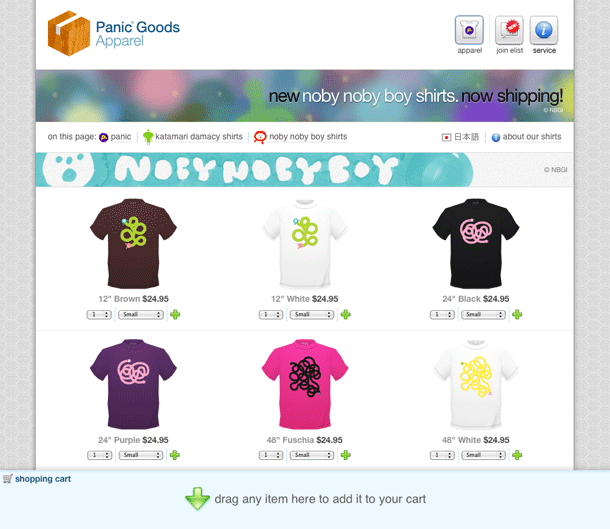 Panic® Goods
Apparel
apparel
NEW!
join elist
service
new noby noby boy shirts. now shipping!
© NBGI
on this page: panic katamari damacy shirts noby noby boy shirts 日本語 about our shirts
NOBY NOBY BOY
© NBGI
12" Brown $24.95 12" White $24.95 24" Black $24.95
1 Small 1 Small 1 Small
24" Purple $24.95 48" Fuschia $24.95 48" White $24.95
1 Small 1 Small 1 Small
shopping cart
drag any item here to add it to your cart